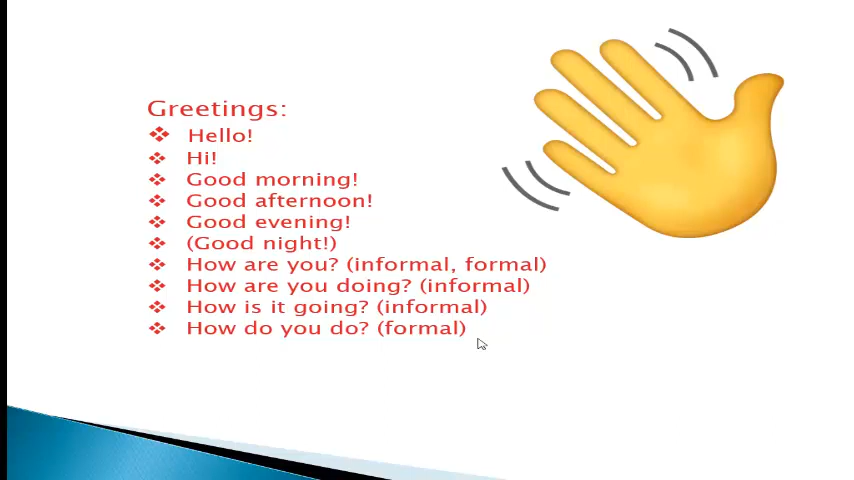 Greetings:
❖ Hello!
❖ Hi!
❖ Good morning!
❖ Good afternoon!
❖ Good evening!
❖ (Good night!)
❖ How are you? (informal, formal)
❖ How are you doing? (informal)
❖ How is it going? (informal)
❖ How do you do? (formal)